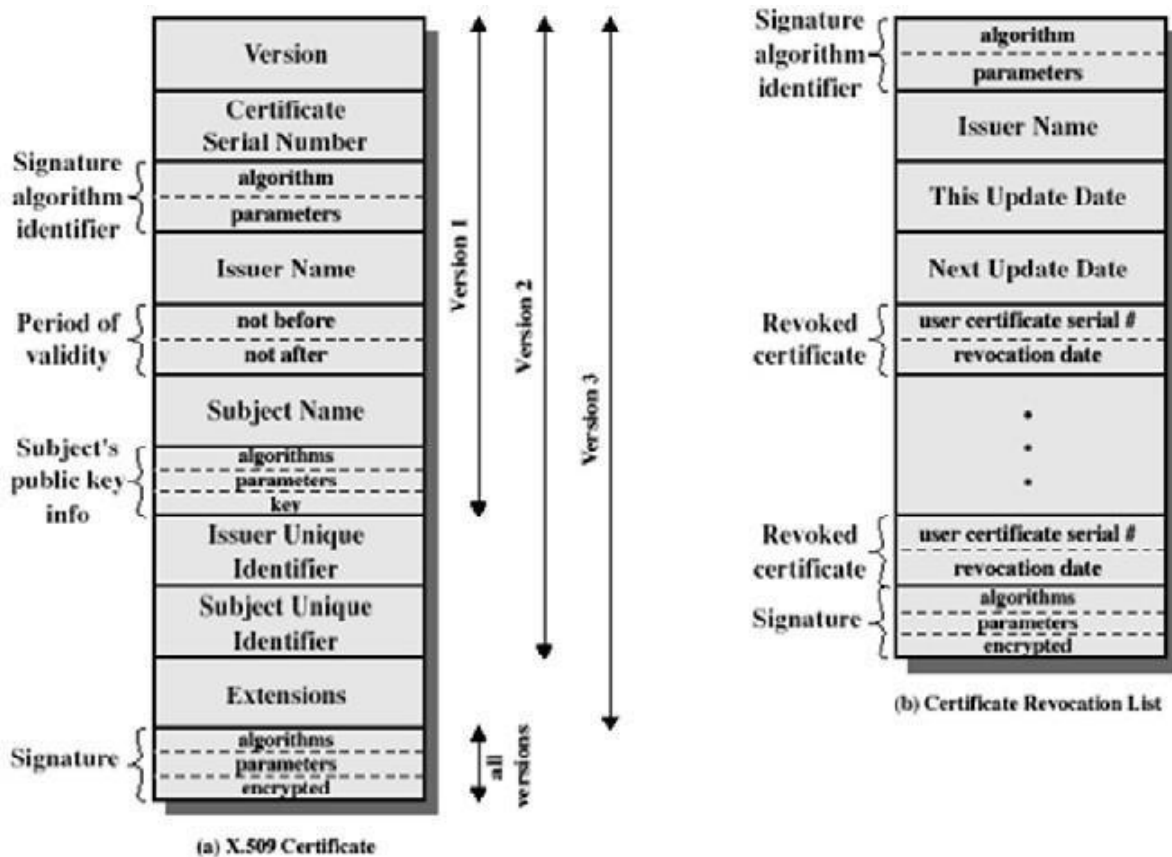 Version
Certificate
Serial Number
Signature
algorithm
identifier
algorithm
parameters
Issuer Name
Period of
validity
not before
not after
Subject Name
Subject's
public key
info
algorithms
parameters
key
Issuer Unique
Identifier
Subject Unique
Identifier
Extensions
Signature
algorithms
parameters
encrypted
Version 1
Version 2
Version 3
all
versions
(a) X.509 Certificate
Signature
algorithm
identifier
algorithm
parameters
Issuer Name
This Update Date
Next Update Date
Revoked
certificate
user certificate serial #
revocation date
Revoked
certificate
user certificate serial #
revocation date
Signature
algorithms
parameters
encrypted
(b) Certificate Revocation List